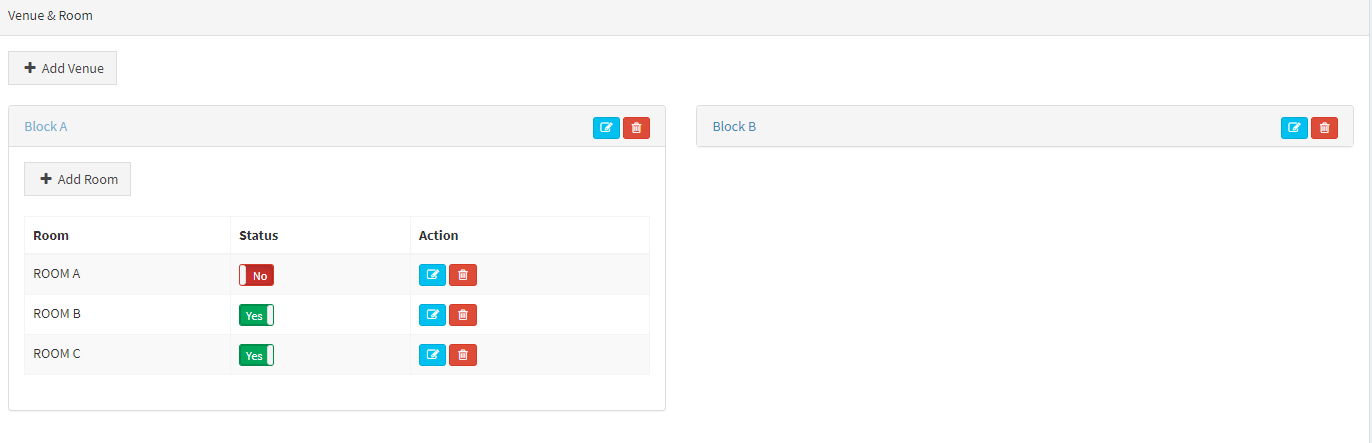 Venue & Room
Add Venue
Block A
Block B
Add Room
Room Status Action
ROOM A No
ROOM B Yes
ROOM C Yes